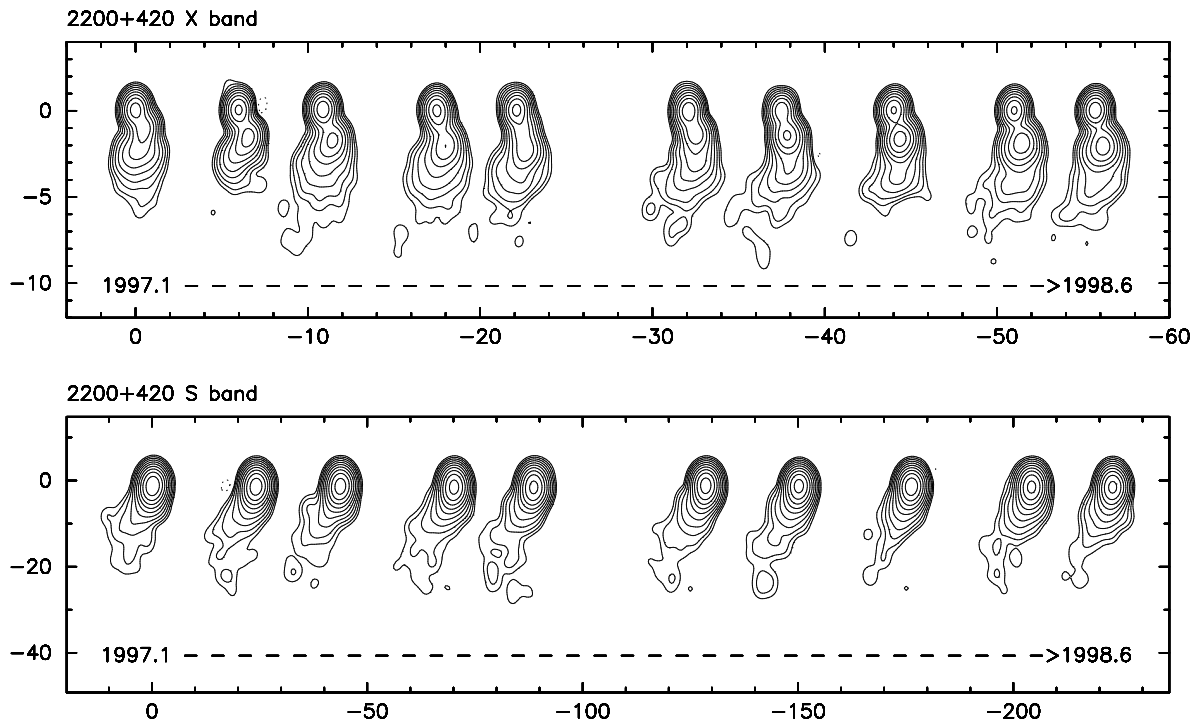 2200+420 X band
0
−5
−10
1997.1 – – – – – – – – – – – – – – – – – – – – – – – – – – – – – – – – – – >1998.6
0 −10 −20 −30 −40 −50 −60
2200+420 S band
0
−20
−40
1997.1 – – – – – – – – – – – – – – – – – – – – – – – – – – – – – – – – – – >1998.6
0 −50 −100 −150 −200